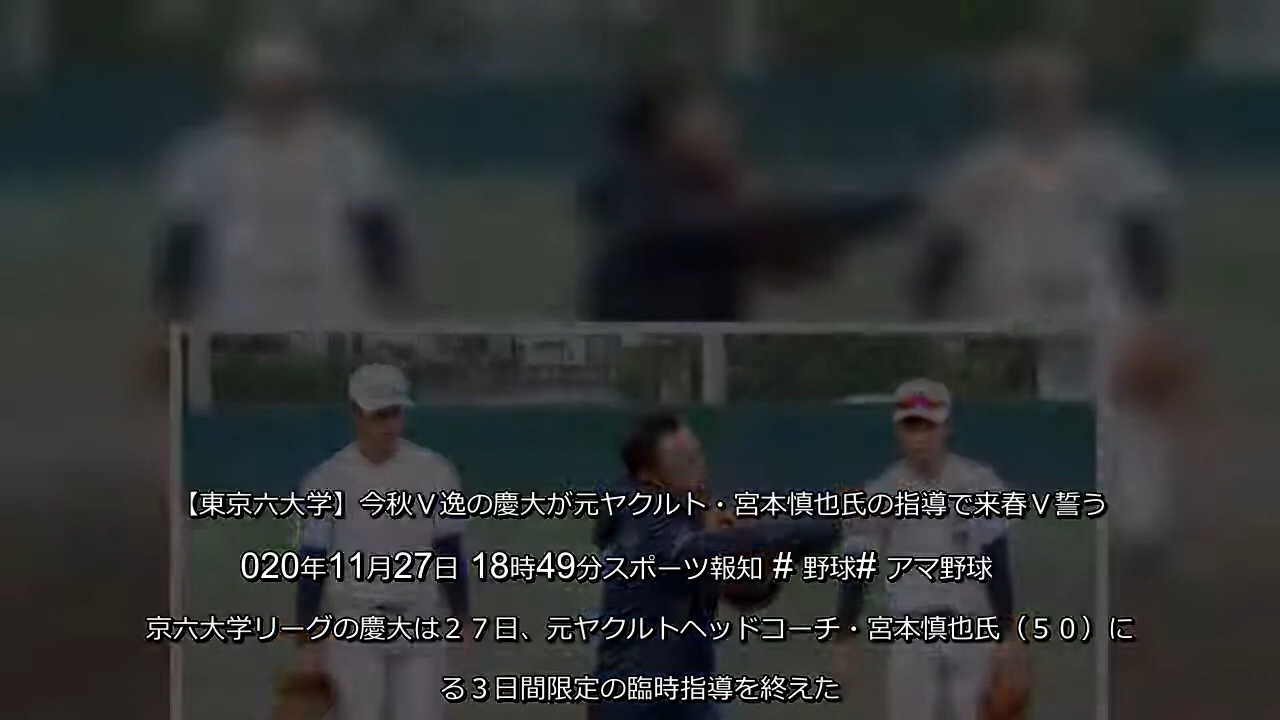 【東京六大学】今秋Ｖ逸の慶大が元ヤクルト・宮本慎也氏の指導で来春Ｖ誓う
020年11月27日 18時49分スポーツ報知 # 野球# アマ野球
京六大学リーグの慶大は２７日、元ヤクルトヘッドコーチ・宮本慎也氏（５０）に
る３日間限定の臨時指導を終えた